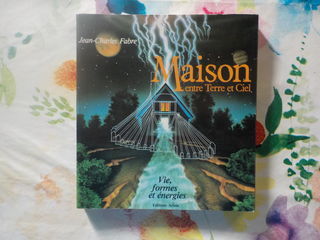 Jean-Charles Fabre
Maison
entre Terre et Ciel
Vie,
formes
et énergies